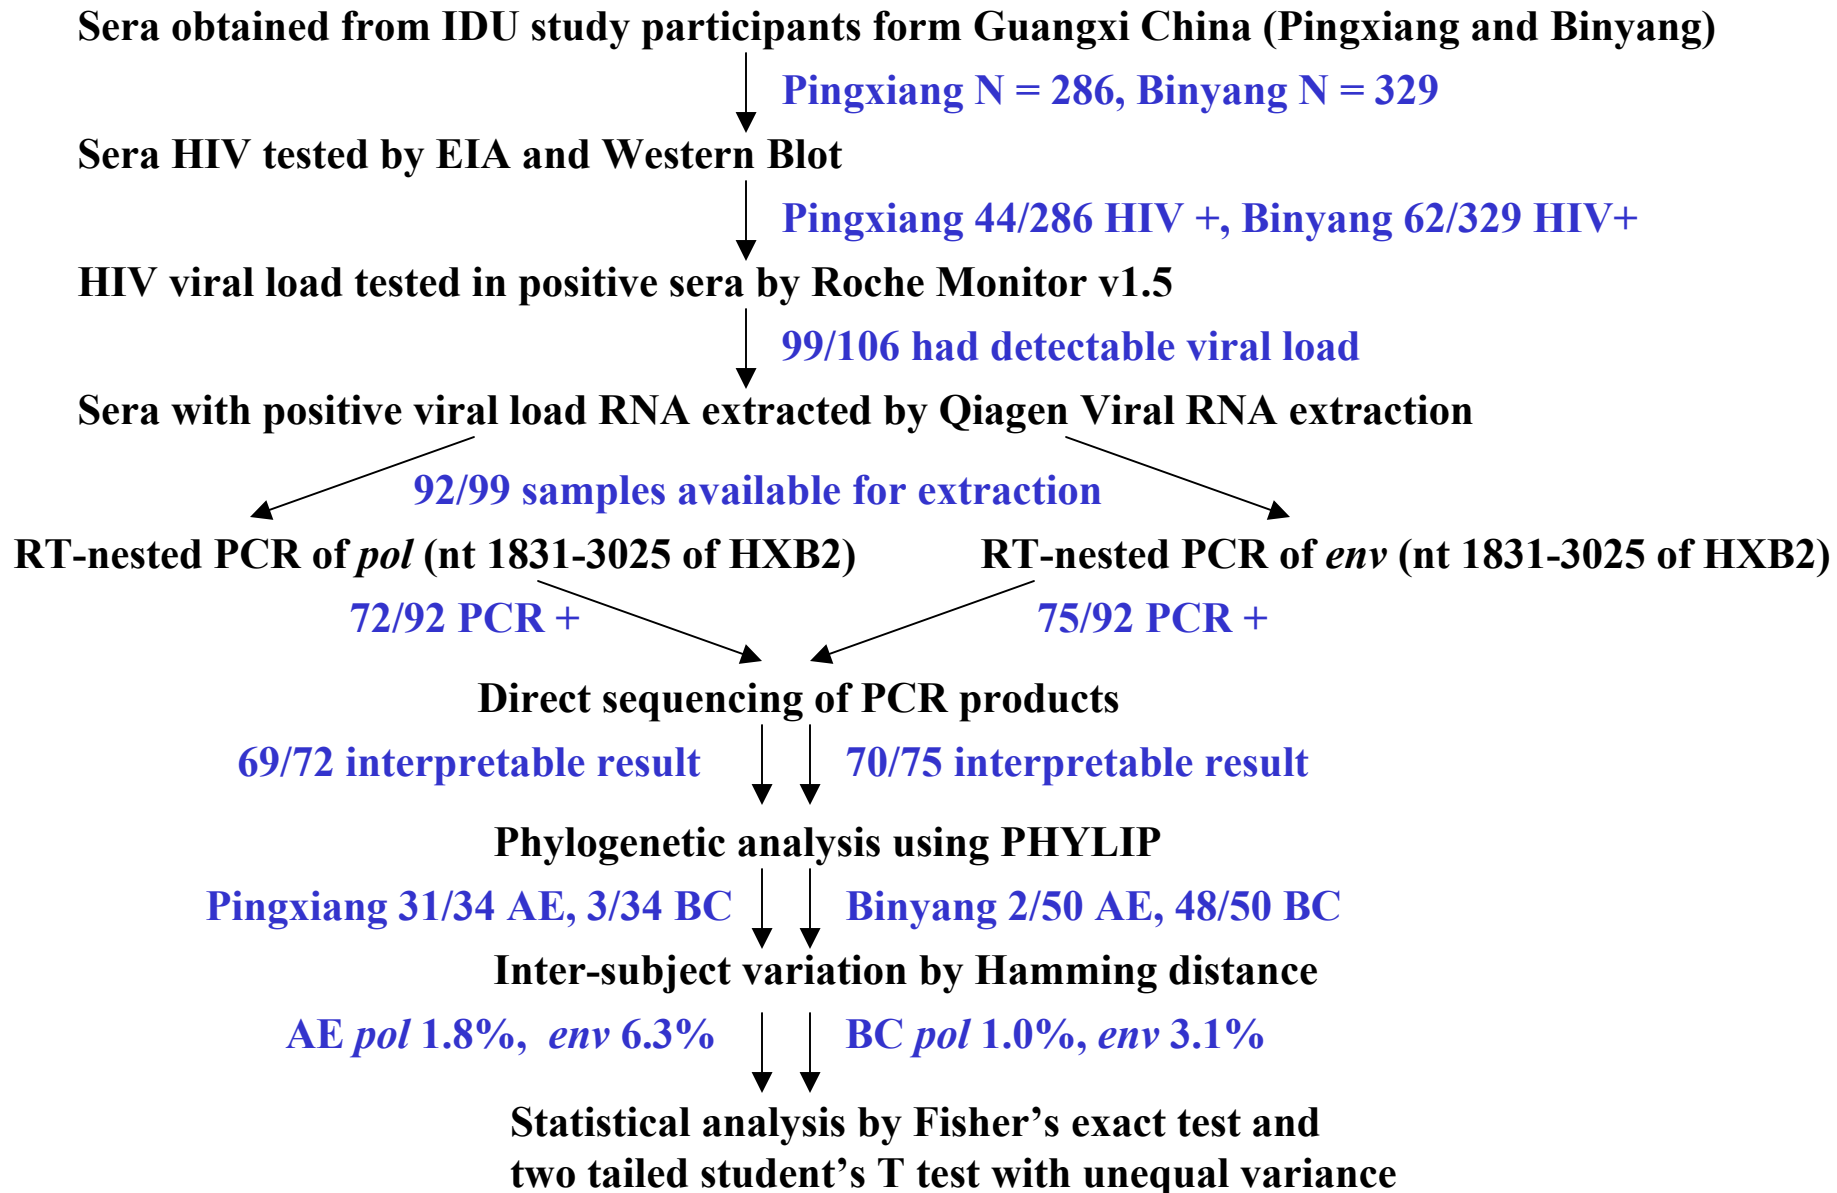 Sera obtained from IDU study participants form Guangxi China (Pingxiang and Binyang)
Pingxiang N = 286, Binyang N = 329
Sera HIV tested by EIA and Western Blot
Pingxiang 44/286 HIV +, Binyang 62/329 HIV+
HIV viral load tested in positive sera by Roche Monitor v1.5
99/106 had detectable viral load
Sera with positive viral load RNA extracted by Qiagen Viral RNA extraction
92/99 samples available for extraction
RT-nested PCR of pol (nt 1831-3025 of HXB2)
RT-nested PCR of env (nt 1831-3025 of HXB2)
72/92 PCR +
75/92 PCR +
Direct sequencing of PCR products
69/72 interpretable result
70/75 interpretable result
Phylogenetic analysis using PHYLIP
Pingxiang 31/34 AE, 3/34 BC
Binyang 2/50 AE, 48/50 BC
Inter-subject variation by Hamming distance
AE pol 1.8%, env 6.3%
BC pol 1.0%, env 3.1%
Statistical analysis by Fisher's exact test and
two tailed student's T test with unequal variance